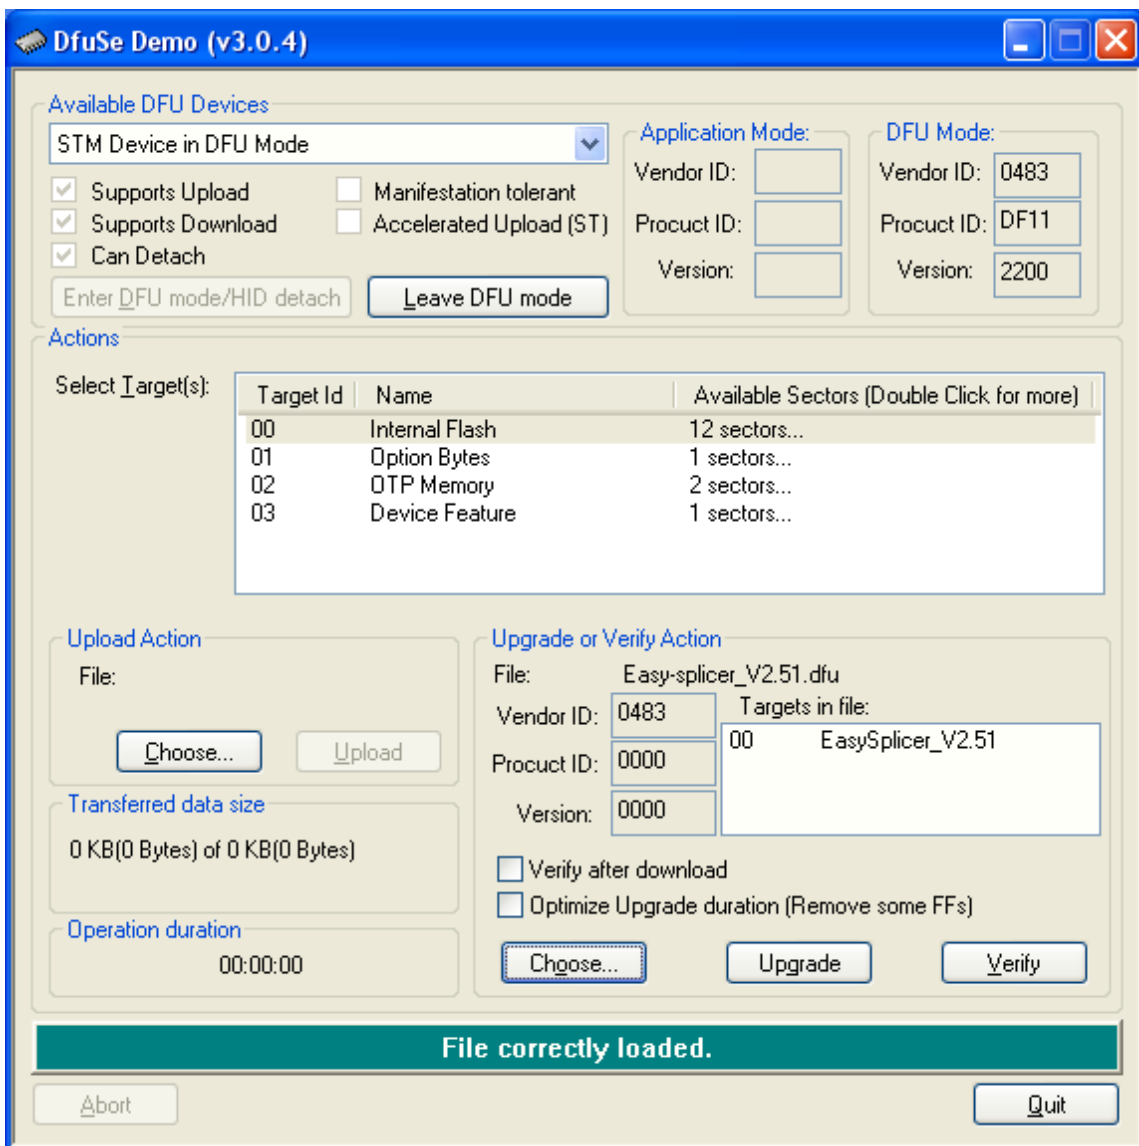 DfuSe Demo (v3.0.4)
Available DFU Devices
STM Device in DFU Mode
Supports Upload
Manifestation tolerant
Supports Download
Accelerated Upload (ST)
Can Detach
Enter DFU mode/HID detach
Leave DFU mode
Application Mode:
Vendor ID:
Procuct ID:
Version:
DFU Mode:
Vendor ID: 0483
Procuct ID: DF11
Version: 2200
Actions
Select Target(s):
Target Id Name Available Sectors (Double Click for more)
00 Internal Flash 12 sectors...
01 Option Bytes 1 sectors...
02 OTP Memory 2 sectors...
03 Device Feature 1 sectors...
Upload Action
File:
Choose...
Upload
Transferred data size
0 KB(0 Bytes) of 0 KB(0 Bytes)
Operation duration
00:00:00
Upgrade or Verify Action
File: Easy-splicer_V2.51.dfu
Vendor ID: 0483
Procuct ID: 0000
Version: 0000
Targets in file:
00 EasySplicer_V2.51
Verify after download
Optimize Upgrade duration (Remove some FFs)
Choose...
Upgrade
Verify
File correctly loaded.
Abort
Quit